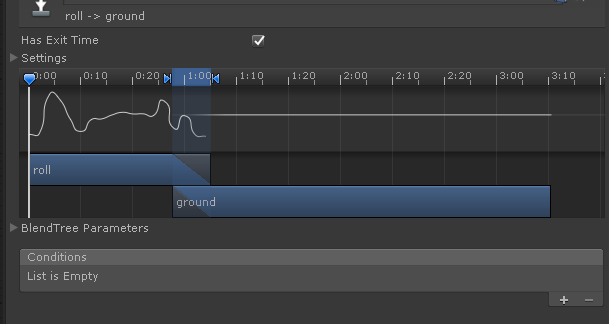 roll -> ground
Has Exit Time
Settings
0:00 0:10 0:20 1:00 1:10 1:20 2:00 2:10 2:20 3:00 3:10
roll
ground
BlendTree Parameters
Conditions
List is Empty